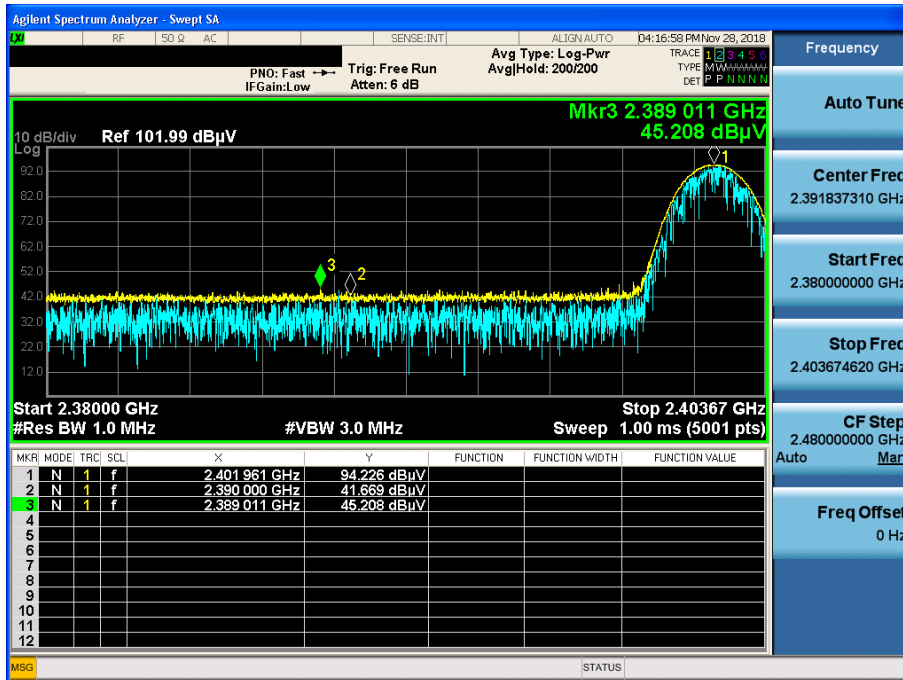 Agilent Spectrum Analyzer - Swept SA
LXI RF 50 Ω AC SENSE:INT ALIGN AUTO 04:16:58 PM Nov 28, 2018
PNO: Fast Trig: Free Run Avg Type: Log-Pwr TRACE 1 2 3 4 5 6
IFGain:Low Atten: 6 dB Avg|Hold: 200/200 TYPE M W W W W W
DET P P N N N N
Mkr3 2.389 011 GHz
45.208 dBµV
10 dB/div Ref 101.99 dBµV
Log
92.0
82.0
72.0
62.0
52.0
42.0
32.0
22.0
12.0
1
3
2
Start 2.38000 GHz Stop 2.40367 GHz
#Res BW 1.0 MHz #VBW 3.0 MHz Sweep 1.00 ms (5001 pts)
MKR MODE TRC SCL X Y FUNCTION FUNCTION WIDTH FUNCTION VALUE
1 N 1 f 2.401 961 GHz 94.226 dBµV
2 N 1 f 2.390 000 GHz 41.669 dBµV
3 N 1 f 2.389 011 GHz 45.208 dBµV
4
5
6
7
8
9
10
11
12
MSG STATUS
Frequency
Auto Tune
Center Freq
2.391837310 GHz
Start Freq
2.380000000 GHz
Stop Freq
2.403674620 GHz
CF Step
2.480000000 GHz
Auto Man
Freq Offset
0 Hz